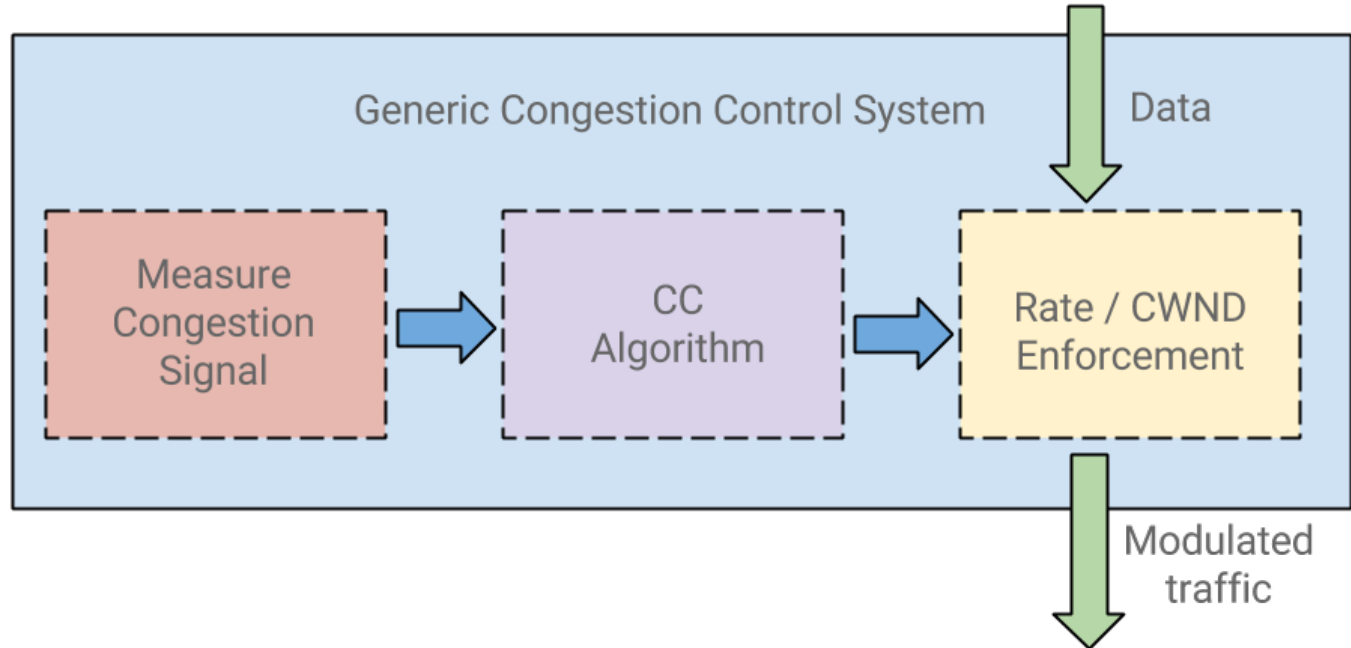 Generic Congestion Control System
Data
Measure
Congestion
Signal
CC
Algorithm
Rate / CWND
Enforcement
Modulated
traffic